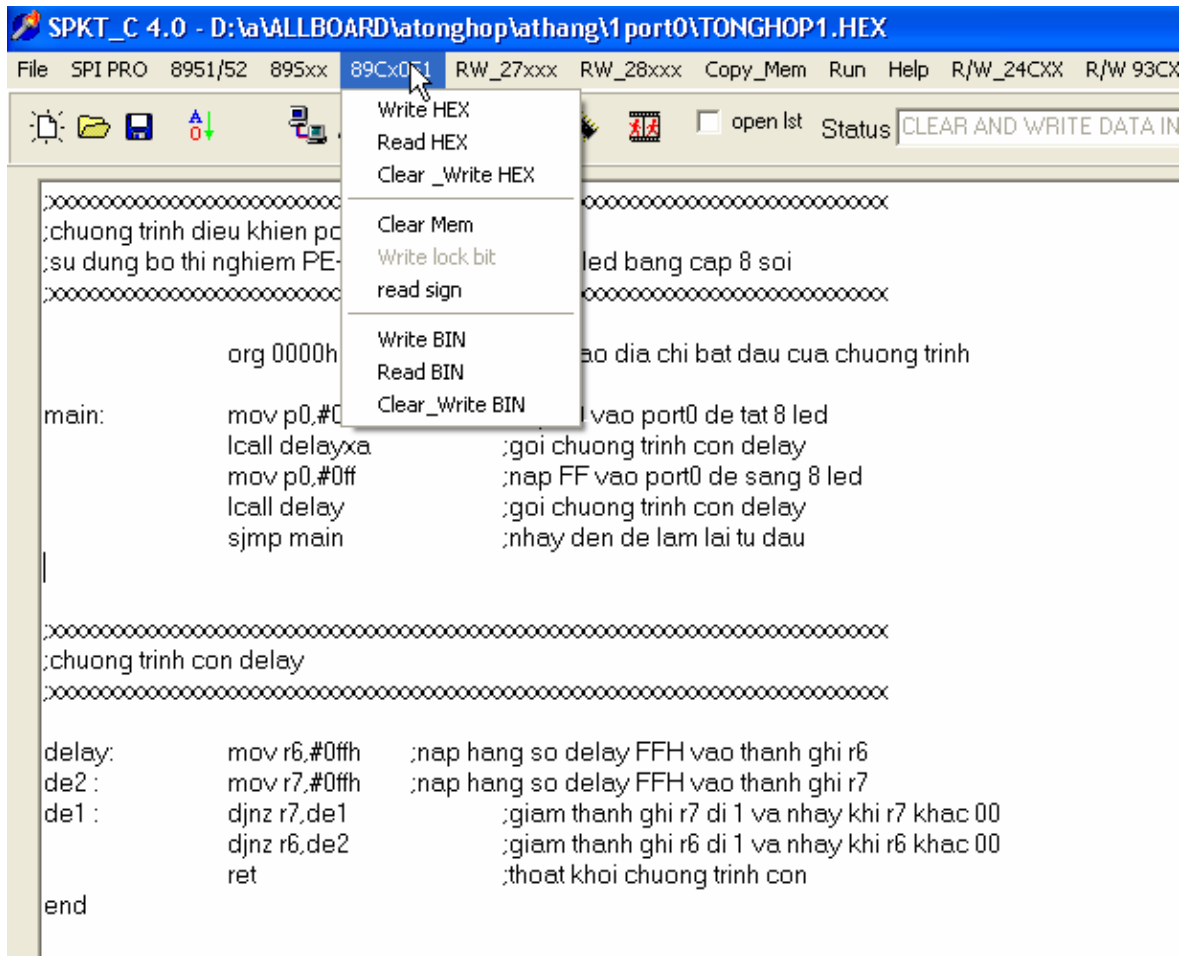 SPKT_C 4.0 - D:\a\ALLBOARD\atonghop\athang\1port0\TONGHOP1.HEX
File SPI PRO 8951/52 895xx 89Cx051 RW_27xxx RW_28xxx Copy_Mem Run Help R/W_24CXX R/W 93CX
open lst Status CLEAR AND WRITE DATA IN
Write HEX
Read HEX
Clear _Write HEX
Clear Mem
Write lock bit
read sign
Write BIN
Read BIN
Clear_Write BIN
;xxxxxxxxxxxxxxxxxxxxxxxxxx xxxxxxxxxxxxxxxxxxxxxxxxxxx
;chuong trinh dieu khien po
;su dung bo thi nghiem PE- led bang cap 8 soi
;xxxxxxxxxxxxxxxxxxxxxxxxxx xxxxxxxxxxxxxxxxxxxxxxxxxxx
org 0000h ao dia chi bat dau cua chuong trinh
main: mov p0,#0 vao port0 de tat 8 led
lcall delayxa ;goi chuong trinh con delay
mov p0,#0ff ;nap FF vao port0 de sang 8 led
lcall delay ;goi chuong trinh con delay
sjmp main ;nhay den de lam lai tu dau
;xxxxxxxxxxxxxxxxxxxxxxxxxxxxxxxxxxxxxxxxxxxxxxxxxxxxxxxxxxxxxxxxxxxxxx
;chuong trinh con delay
;xxxxxxxxxxxxxxxxxxxxxxxxxxxxxxxxxxxxxxxxxxxxxxxxxxxxxxxxxxxxxxxxxxxxxx
delay: mov r6,#0ffh ;nap hang so delay FFH vao thanh ghi r6
de2 : mov r7,#0ffh ;nap hang so delay FFH vao thanh ghi r7
de1 : djnz r7,de1 ;giam thanh ghi r7 di 1 va nhay khi r7 khac 00
djnz r6,de2 ;giam thanh ghi r6 di 1 va nhay khi r6 khac 00
ret ;thoat khoi chuong trinh con
end